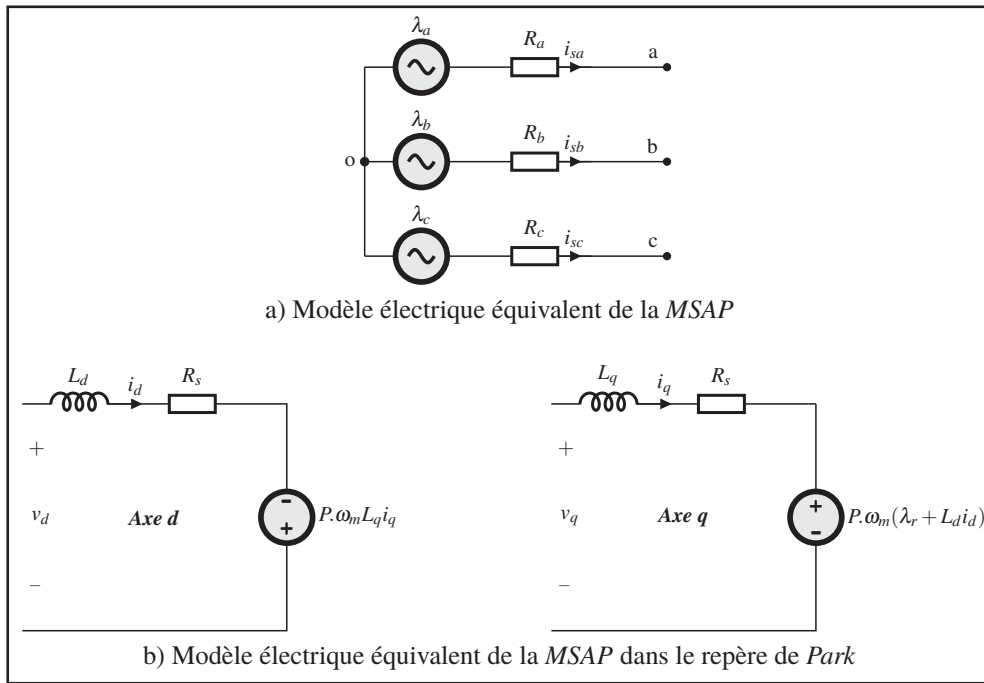 λa
Ra
isa
a
λb
Rb
isb
b
o
λc
Rc
isc
c
a) Modèle électrique équivalent de la MSAP
Ld
id
Rs
+
vd
−
Axe d
-
+
P.ωmLqiq
Lq
iq
Rs
+
vq
−
Axe q
+
-
P.ωm(λr + Ldid)
b) Modèle électrique équivalent de la MSAP dans le repère de Park